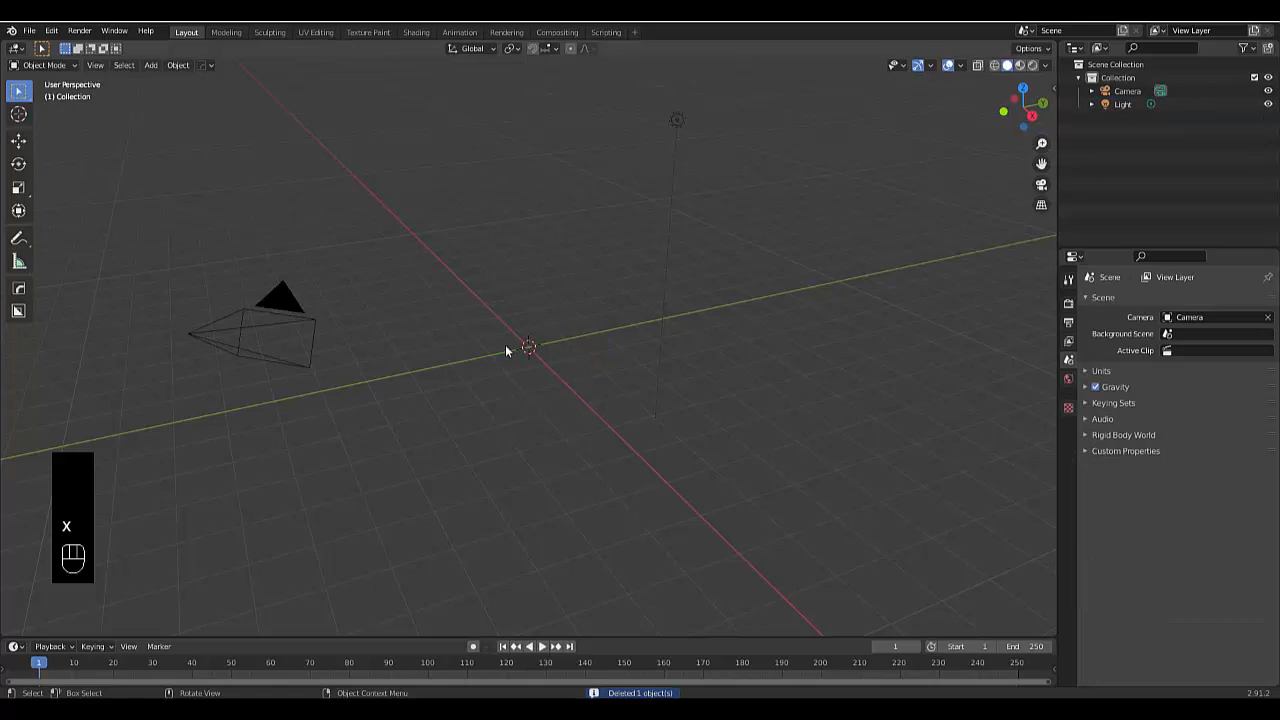 File Edit Render Window Help Layout Modeling Sculpting UV Editing Texture Paint Shading Animation Rendering Compositing Scripting + Scene View Layer
Global Options
Object Mode View Select Add Object
User Perspective
(1) Collection
Scene Collection
Collection
Camera
Light
Z
Y
X
Scene View Layer
Scene
Camera Camera
Background Scene
Active Clip
Units
Gravity
Keying Sets
Audio
Rigid Body World
Custom Properties
x
Playback Keying View Marker 1 Start 1 End 250
1 10 20 30 40 50 60 70 80 90 100 110 120 130 140 150 160 170 180 190 200 210 220 230 240 250
Select Box Select Rotate View Object Context Menu Deleted 1 object(s) 2.91.2